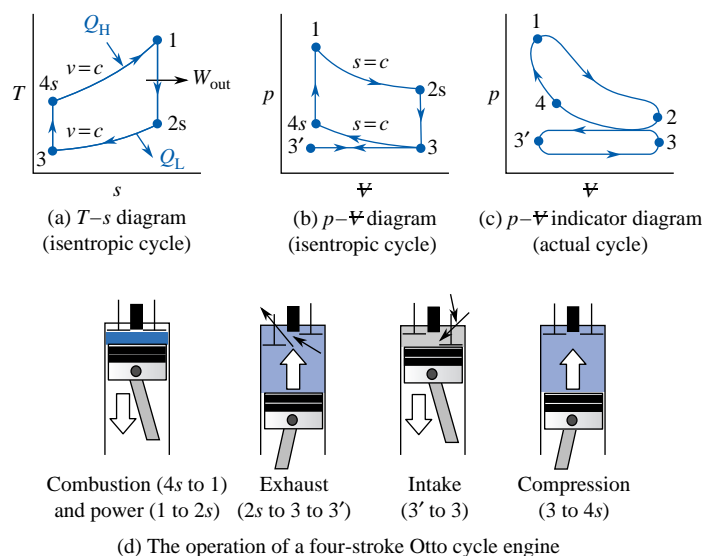 Q_H
1
v = c
4s
T
W_out
v = c
2s
3
Q_L
s
(a) T–s diagram
(isentropic cycle)
1
s = c
2s
p
4s
s = c
3′
3
V
(b) p–V diagram
(isentropic cycle)
1
p
4
2
3′
3
V
(c) p–V indicator diagram
(actual cycle)
Combustion (4s to 1)
and power (1 to 2s)
Exhaust
(2s to 3 to 3′)
Intake
(3′ to 3)
Compression
(3 to 4s)
(d) The operation of a four-stroke Otto cycle engine